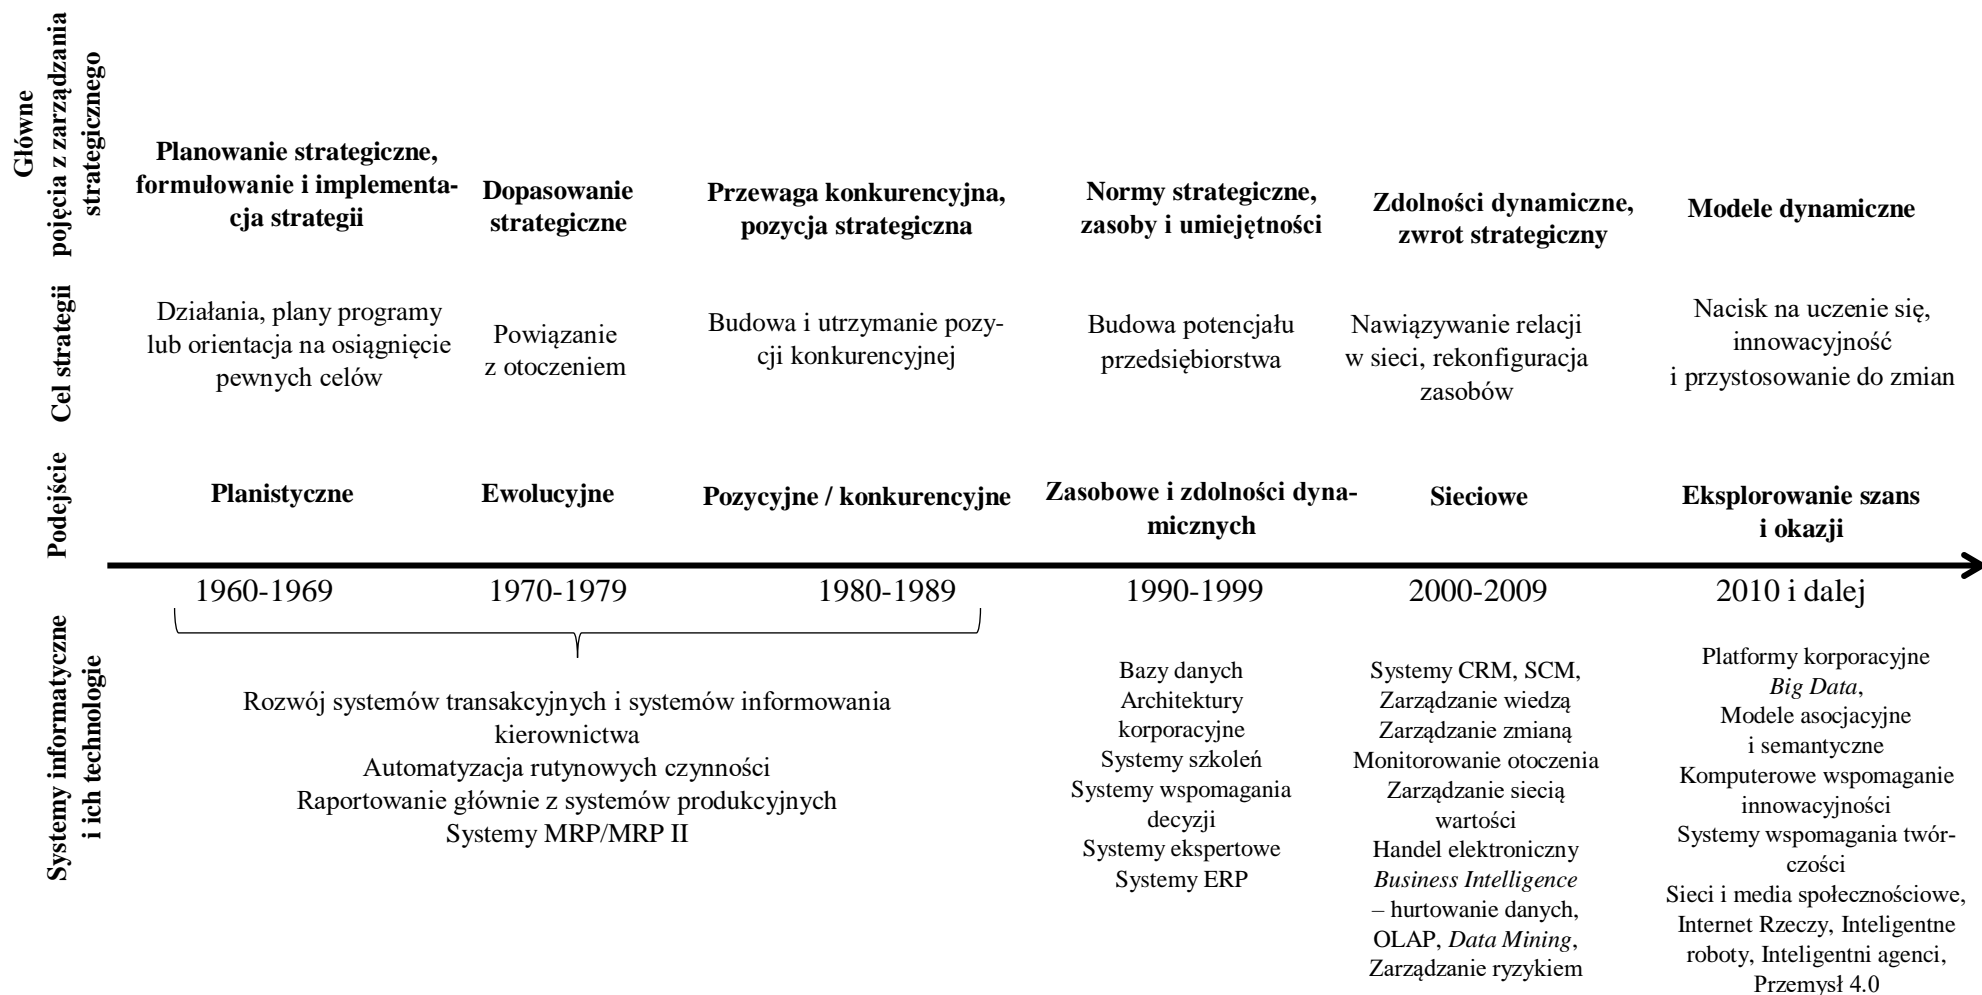 Główne
pojęcia z zarządzania
strategicznego
Planowanie strategiczne,
formułowanie i implementa-
cja strategii
Dopasowanie
strategiczne
Przewaga konkurencyjna,
pozycja strategiczna
Normy strategiczne,
zasoby i umiejętności
Zdolności dynamiczne,
zwrot strategiczny
Modele dynamiczne
Cel strategii
Działania, plany programy
lub orientacja na osiągnięcie
pewnych celów
Powiązanie
z otoczeniem
Budowa i utrzymanie pozy-
cji konkurencyjnej
Budowa potencjału
przedsiębiorstwa
Nawiązywanie relacji
w sieci, rekonfiguracja
zasobów
Nacisk na uczenie się,
innowacyjność
i przystosowanie do zmian
Podejście
Planistyczne
Ewolucyjne
Pozycyjne / konkurencyjne
Zasobowe i zdolności dyna-
micznych
Sieciowe
Eksplorowanie szans
i okazji
1960-1969
1970-1979
1980-1989
1990-1999
2000-2009
2010 i dalej
Systemy informatyczne
i ich technologie
Rozwój systemów transakcyjnych i systemów informowania
kierownictwa
Automatyzacja rutynowych czynności
Raportowanie głównie z systemów produkcyjnych
Systemy MRP/MRP II
Bazy danych
Architektury
korporacyjne
Systemy szkoleń
Systemy wspomagania
decyzji
Systemy ekspertowe
Systemy ERP
Systemy CRM, SCM,
Zarządzanie wiedzą
Zarządzanie zmianą
Monitorowanie otoczenia
Zarządzanie siecią
wartości
Handel elektroniczny
Business Intelligence
– hurtowanie danych,
OLAP, Data Mining,
Zarządzanie ryzykiem
Platformy korporacyjne
Big Data,
Modele asocjacyjne
i semantyczne
Komputerowe wspomaganie
innowacyjności
Systemy wspomagania twór-
czości
Sieci i media społecznościowe,
Internet Rzeczy, Inteligentne
roboty, Inteligentni agenci,
Przemysł 4.0